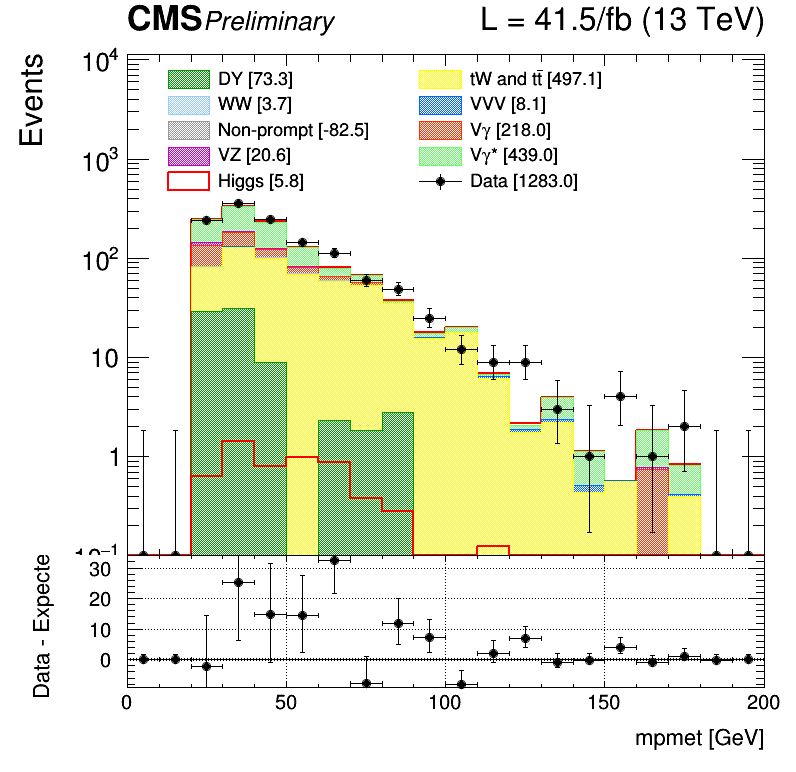 CMS Preliminary L = 41.5/fb (13 TeV)
Events
10⁴
10³
10²
10
1
DY [73.3] tW and tt̄ [497.1]
WW [3.7] VVV [8.1]
Non-prompt [-82.5] Vγ [218.0]
VZ [20.6] Vγ* [439.0]
Higgs [5.8] Data [1283.0]
Data - Expecte
30
20
10
0
0 50 100 150 200
mpmet [GeV]